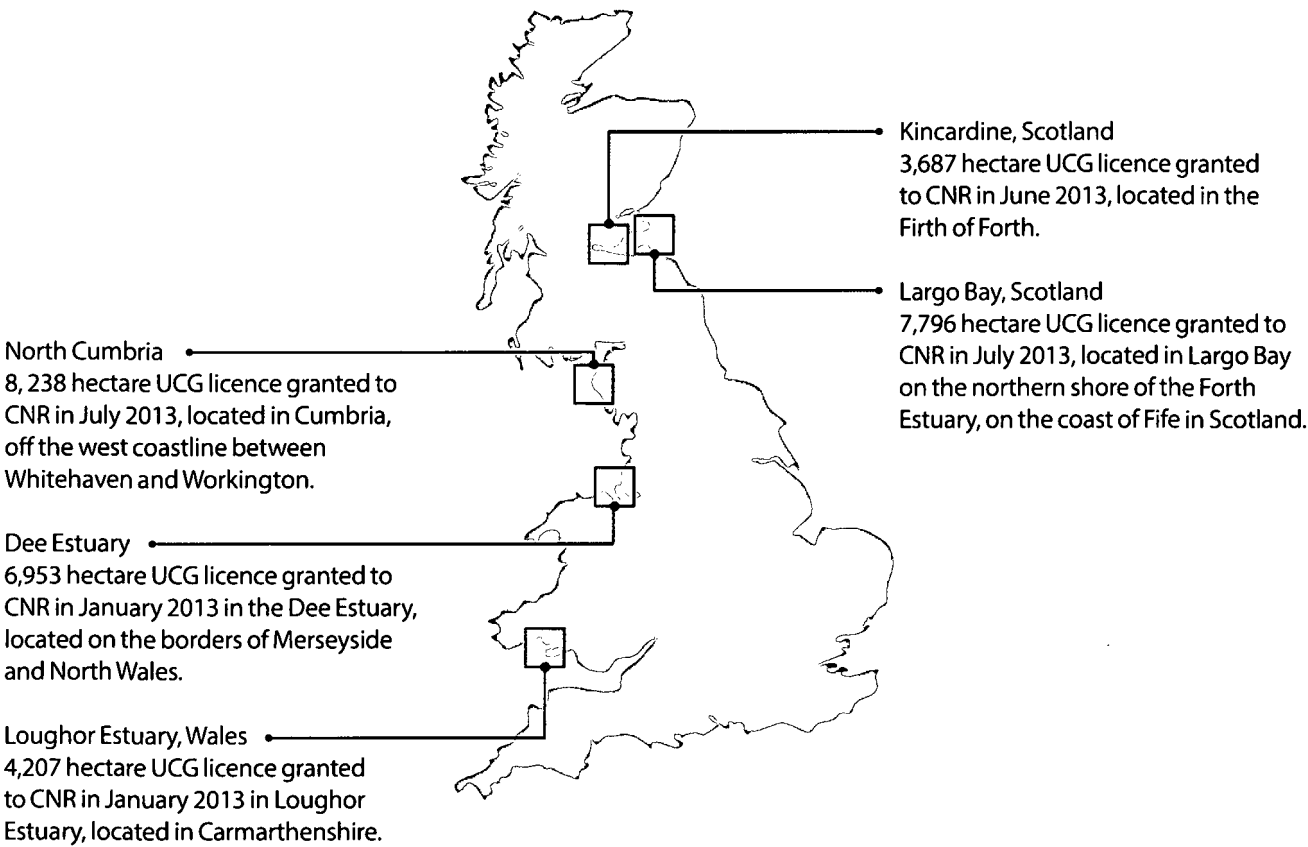 Kincardine, Scotland
3,687 hectare UCG licence granted
to CNR in June 2013, located in the
Firth of Forth.
Largo Bay, Scotland
7,796 hectare UCG licence granted to
CNR in July 2013, located in Largo Bay
on the northern shore of the Forth
Estuary, on the coast of Fife in Scotland.
North Cumbria
8, 238 hectare UCG licence granted to
CNR in July 2013, located in Cumbria,
off the west coastline between
Whitehaven and Workington.
Dee Estuary
6,953 hectare UCG licence granted to
CNR in January 2013 in the Dee Estuary,
located on the borders of Merseyside
and North Wales.
Loughor Estuary, Wales
4,207 hectare UCG licence granted
to CNR in January 2013 in Loughor
Estuary, located in Carmarthenshire.